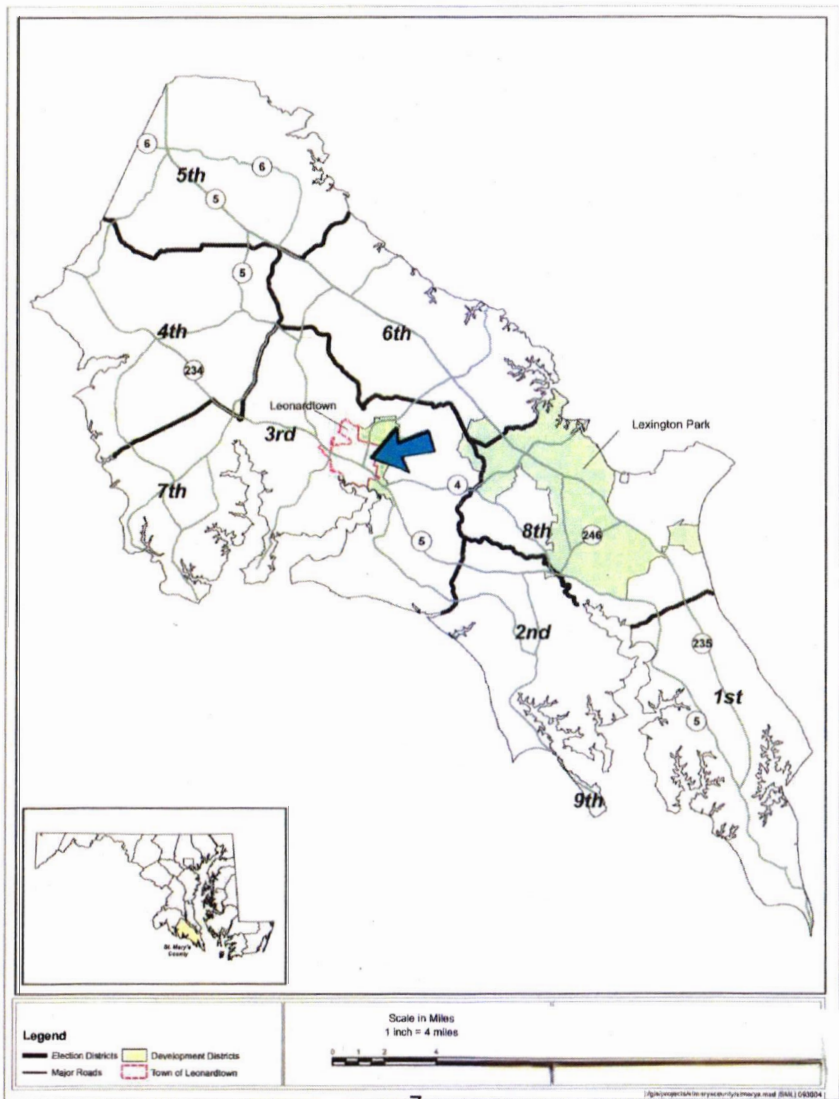 6
6
5th
5
5
4th
6th
234
Leonardtown
Lexington Park
3rd
7th
4
8th
246
5
2nd
235
1st
5
9th
St. Mary's
County
Scale in Miles
1 inch = 4 miles
Legend
Election Districts
Development Districts
Major Roads
Town of Leonardtown
0 1 2 4